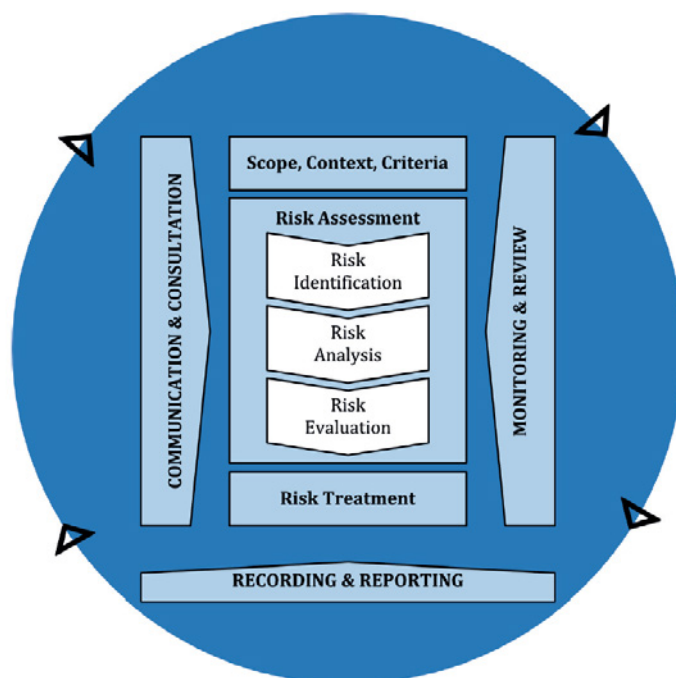 Scope, Context, Criteria
Risk Assessment
Risk
Identification
Risk
Analysis
Risk
Evaluation
Risk Treatment
COMMUNICATION & CONSULTATION
MONITORING & REVIEW
RECORDING & REPORTING